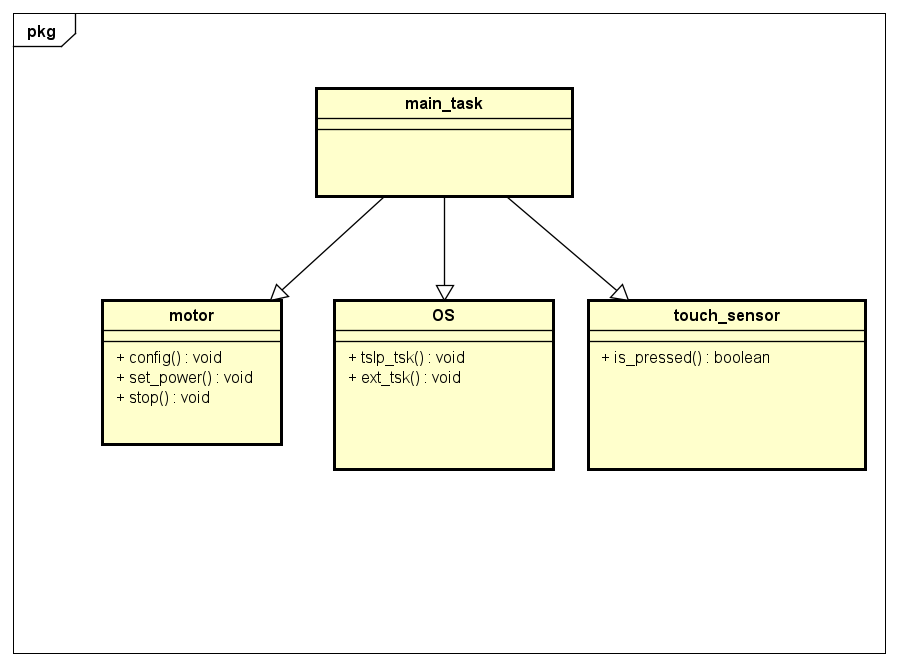 pkg
main_task
motor
+ config() : void
+ set_power() : void
+ stop() : void
OS
+ tslp_tsk() : void
+ ext_tsk() : void
touch_sensor
+ is_pressed() : boolean